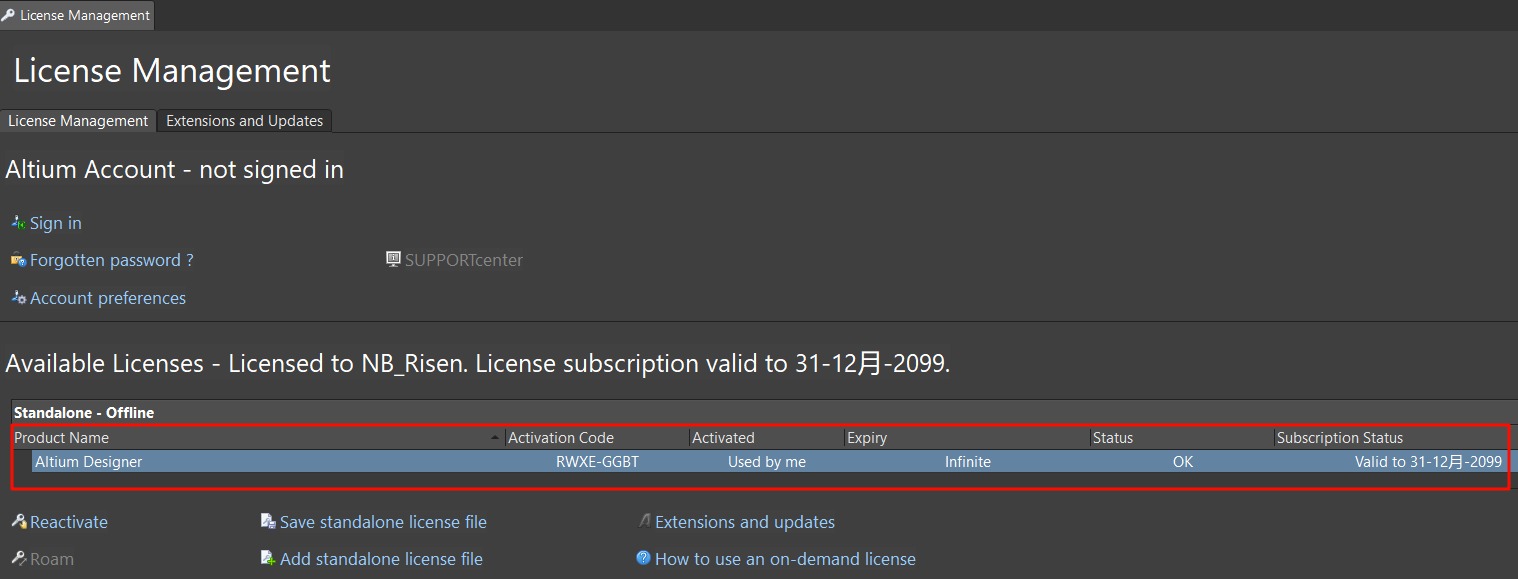 License Management
License Management
License Management Extensions and Updates
Altium Account - not signed in
Sign in
Forgotten password ? SUPPORTcenter
Account preferences
Available Licenses - Licensed to NB_Risen. License subscription valid to 31-12月-2099.
Standalone - Offline
Product Name Activation Code Activated Expiry Status Subscription Status
Altium Designer RWXE-GGBT Used by me Infinite OK Valid to 31-12月-2099
Reactivate Save standalone license file Extensions and updates
Roam Add standalone license file How to use an on-demand license